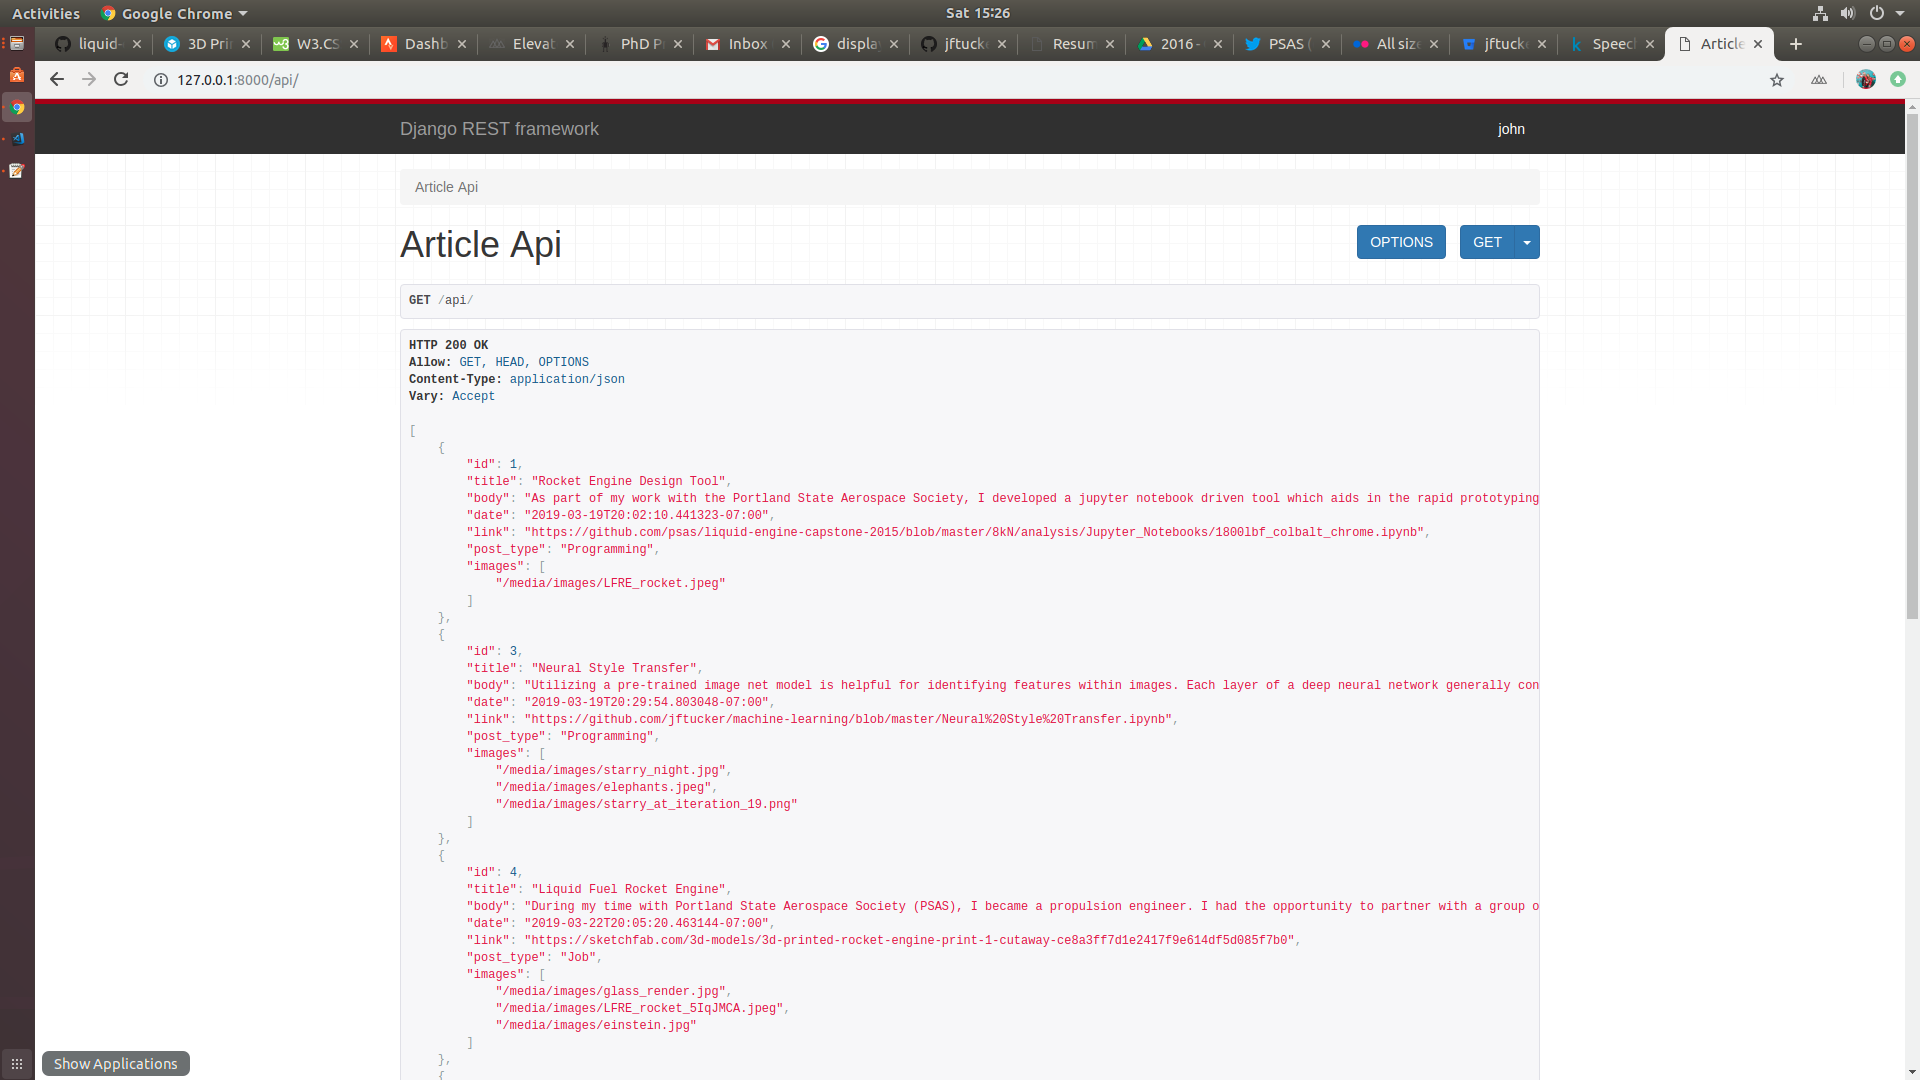 Activities Google Chrome Sat 15:26
liquid- 3D Pri W3.CS Dashb Elevat PhD P Inbox display jftucke Resum 2016 - PSAS ( All size jftuck Speec Article
127.0.0.1:8000/api/
Django REST framework john
Article Api
Article Api OPTIONS GET
GET /api/
HTTP 200 OK
Allow: GET, HEAD, OPTIONS
Content-Type: application/json
Vary: Accept
[
{
"id": 1,
"title": "Rocket Engine Design Tool",
"body": "As part of my work with the Portland State Aerospace Society, I developed a jupyter notebook driven tool which aids in the rapid prototyping
"date": "2019-03-19T20:02:10.441323-07:00",
"link": "https://github.com/psas/liquid-engine-capstone-2015/blob/master/8kN/analysis/Jupyter_Notebooks/1800lbf_colbalt_chrome.ipynb",
"post_type": "Programming",
"images": [
"/media/images/LFRE_rocket.jpeg"
]
},
{
"id": 3,
"title": "Neural Style Transfer",
"body": "Utilizing a pre-trained image net model is helpful for identifying features within images. Each layer of a deep neural network generally con
"date": "2019-03-19T20:29:54.803048-07:00",
"link": "https://github.com/jftucker/machine-learning/blob/master/Neural%20Style%20Transfer.ipynb",
"post_type": "Programming",
"images": [
"/media/images/starry_night.jpg",
"/media/images/elephants.jpeg",
"/media/images/starry_at_iteration_19.png"
]
},
{
"id": 4,
"title": "Liquid Fuel Rocket Engine",
"body": "During my time with Portland State Aerospace Society (PSAS), I became a propulsion engineer. I had the opportunity to partner with a group o
"date": "2019-03-22T20:05:20.463144-07:00",
"link": "https://sketchfab.com/3d-models/3d-printed-rocket-engine-print-1-cutaway-ce8a3ff7d1e2417f9e614df5d085f7b0",
"post_type": "Job",
"images": [
"/media/images/glass_render.jpg",
"/media/images/LFRE_rocket_5IqJMCA.jpeg",
"/media/images/einstein.jpg"
]
},
{
Show Applications